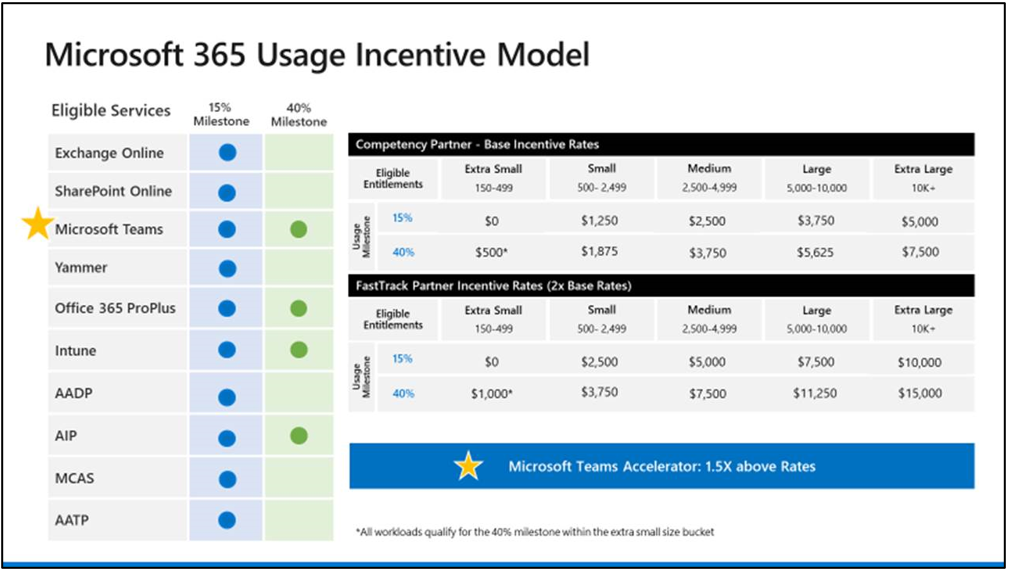 Microsoft 365 Usage Incentive Model
Eligible Services
15%
Milestone
40%
Milestone
Exchange Online
SharePoint Online
Microsoft Teams
Yammer
Office 365 ProPlus
Intune
AADP
AIP
MCAS
AATP
Competency Partner - Base Incentive Rates
Eligible
Entitlements
Extra Small
150-499
Small
500- 2,499
Medium
2,500-4,999
Large
5,000-10,000
Extra Large
10K+
Usage
Milestone
15% $0 $1,250 $2,500 $3,750 $5,000
40% $500* $1,875 $3,750 $5,625 $7,500
FastTrack Partner Incentive Rates (2x Base Rates)
Eligible
Entitlements
Extra Small
150-499
Small
500- 2,499
Medium
2,500-4,999
Large
5,000-10,000
Extra Large
10K+
Usage
Milestone
15% $0 $2,500 $5,000 $7,500 $10,000
40% $1,000* $3,750 $7,500 $11,250 $15,000
Microsoft Teams Accelerator: 1.5X above Rates
*All workloads qualify for the 40% milestone within the extra small size bucket